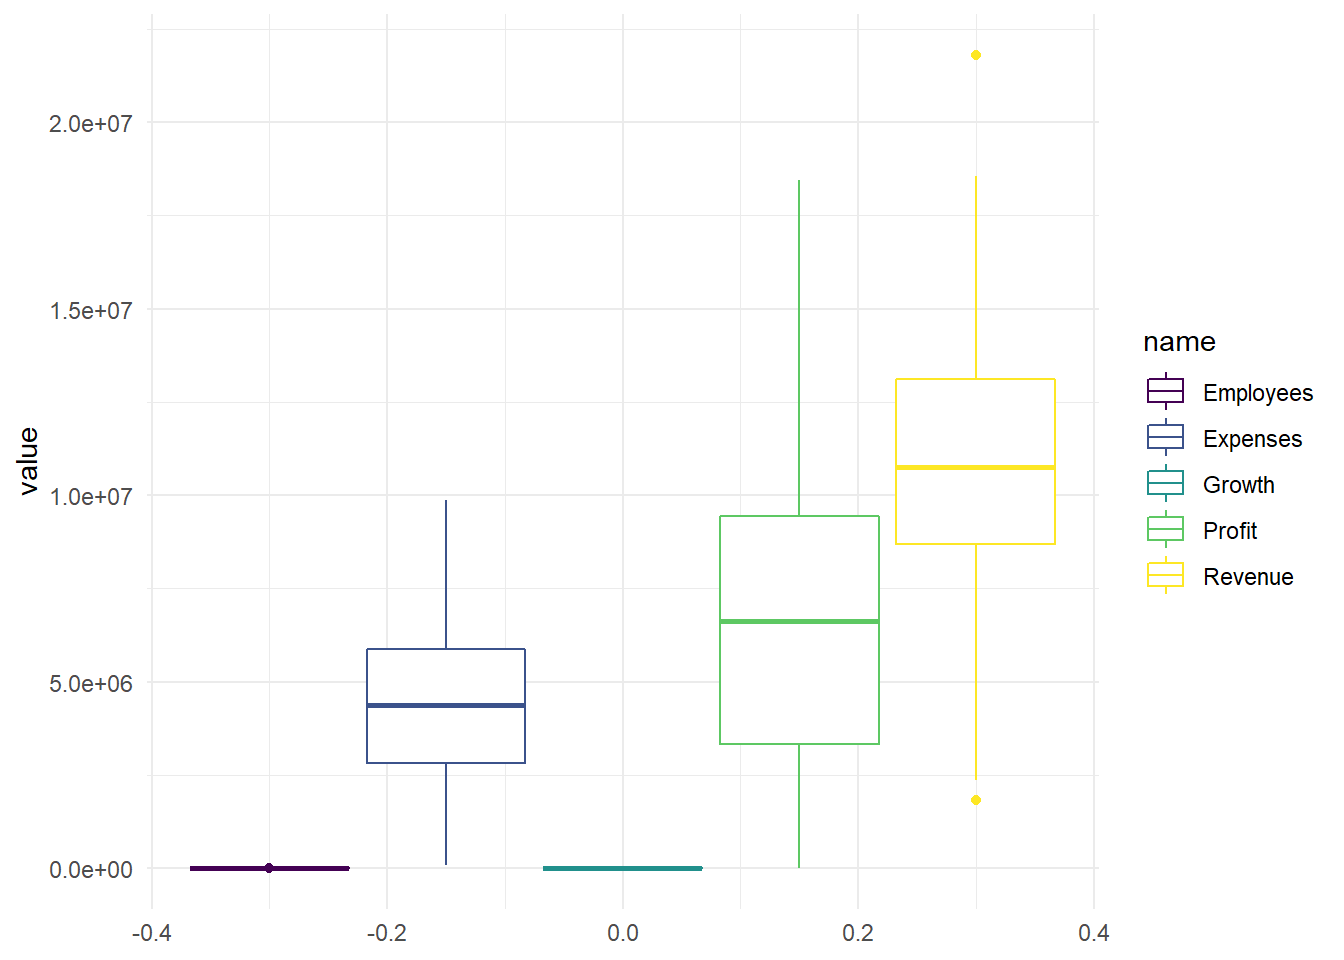 value
2.0e+07
1.5e+07
1.0e+07
5.0e+06
0.0e+00
-0.4
-0.2
0.0
0.2
0.4
name
Employees
Expenses
Growth
Profit
Revenue